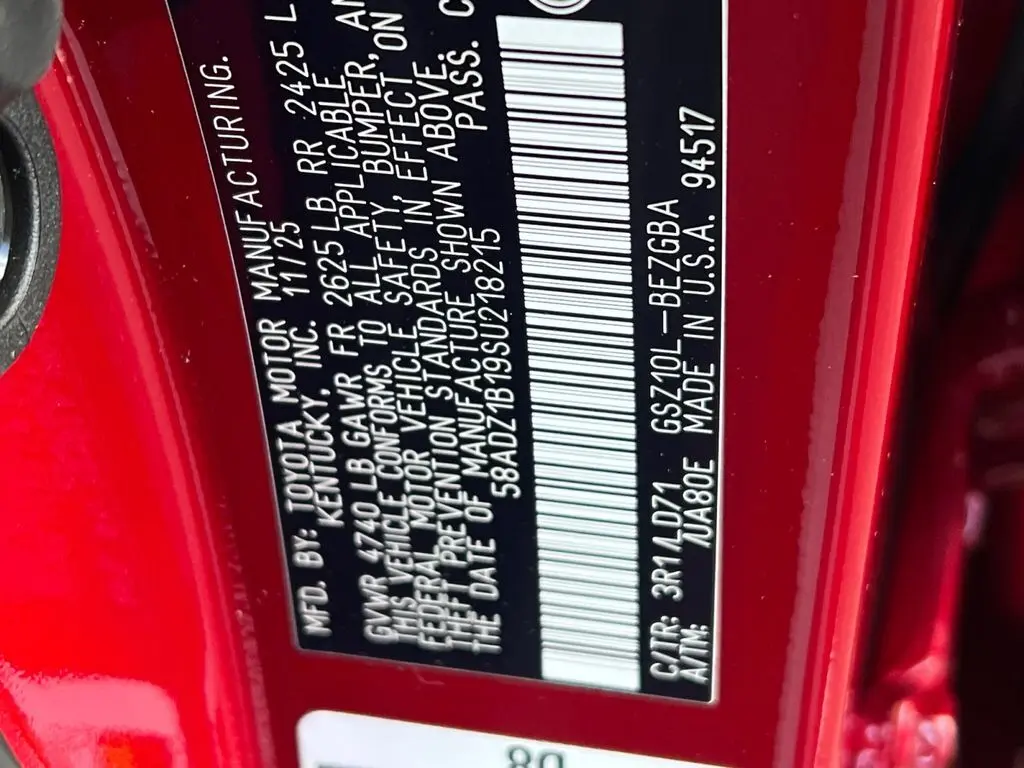 MFD. BY: TOYOTA MOTOR MANUFACTURING.
KENTUCKY, INC. 11/25
GVWR 4740 LB GAWR FR 2625 LB RR 2425 L
THIS VEHICLE CONFORMS TO ALL APPLICABLE
FEDERAL MOTOR VEHICLE SAFETY, BUMPER, AN
THEFT PREVENTION STANDARDS IN EFFECT ON
THE DATE OF MANUFACTURE SHOWN ABOVE.
58ADZ1B19SU218215 PASS. C
C/TR: 3R1/LD71 GSZ10L-BEZGBA
A/TM: /UA80E MADE IN U.S.A. 94517